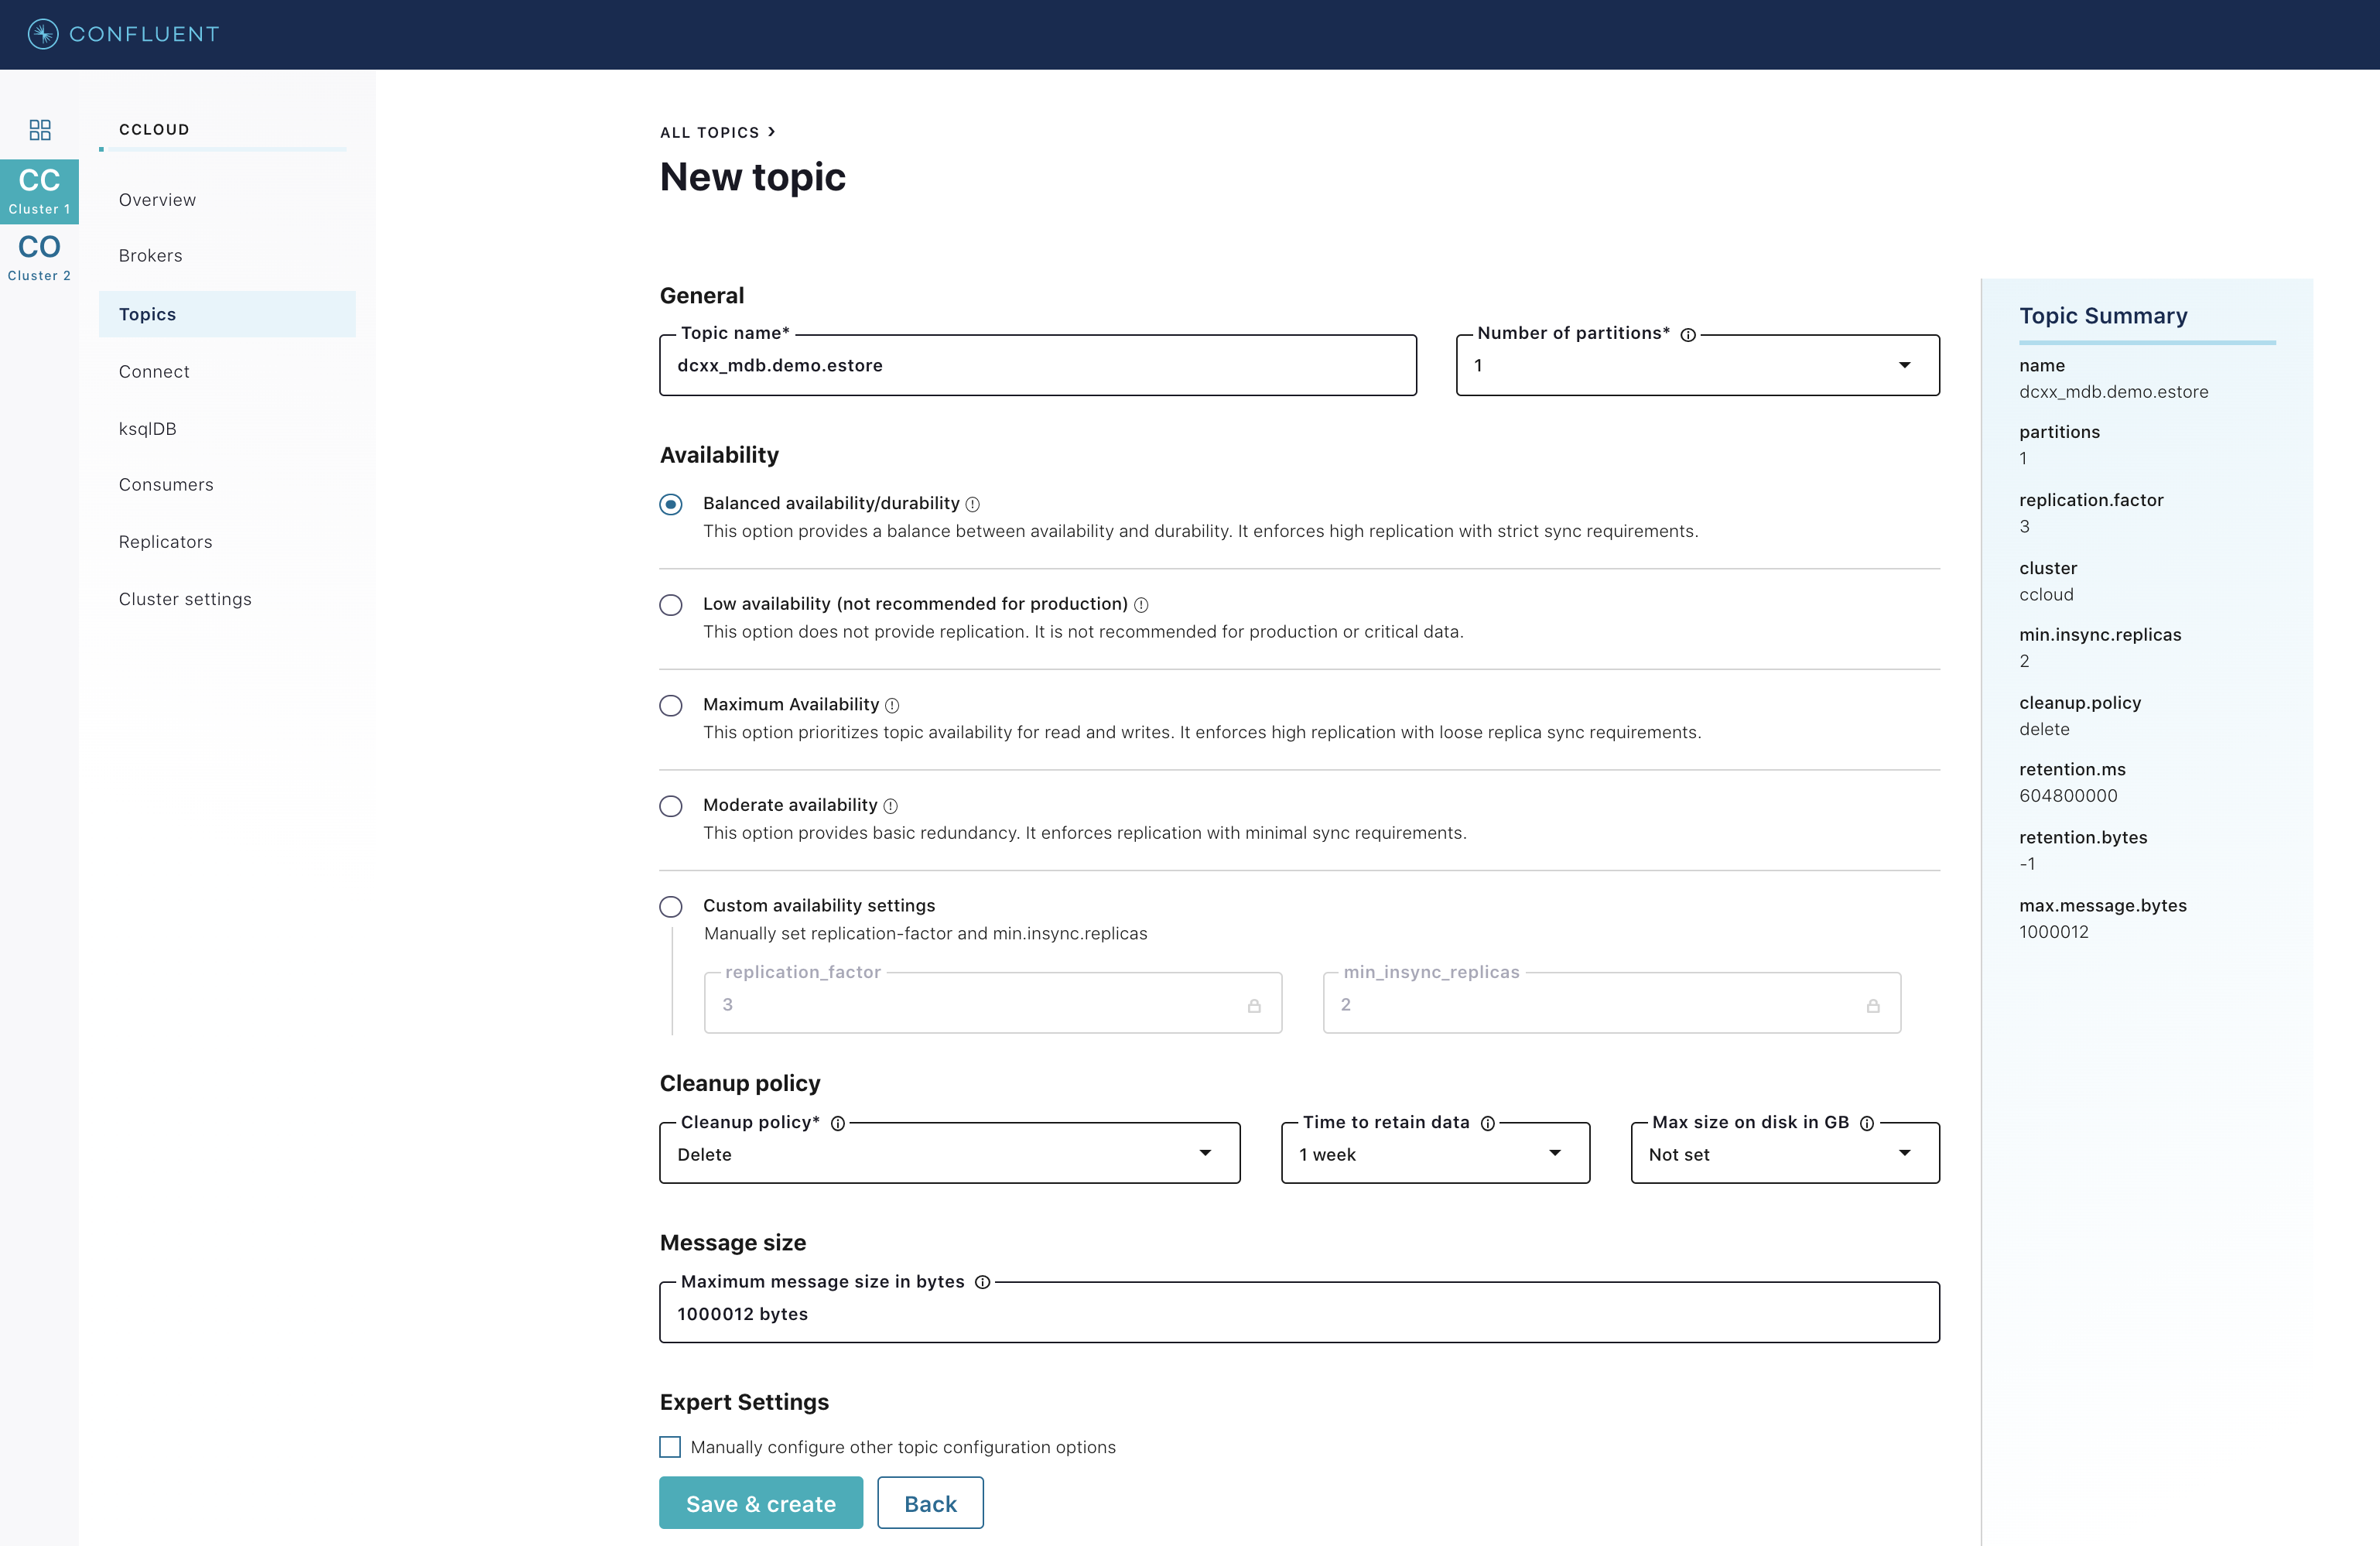 CONFLUENT
CC
Cluster 1
CO
Cluster 2
CCLOUD
Overview
Brokers
Topics
Connect
ksqlDB
Consumers
Replicators
Cluster settings
ALL TOPICS >
New topic
General
Topic name*
dcxx_mdb.demo.estore
Number of partitions*
1
Availability
Balanced availability/durability
This option provides a balance between availability and durability. It enforces high replication with strict sync requirements.
Low availability (not recommended for production)
This option does not provide replication. It is not recommended for production or critical data.
Maximum Availability
This option prioritizes topic availability for read and writes. It enforces high replication with loose replica sync requirements.
Moderate availability
This option provides basic redundancy. It enforces replication with minimal sync requirements.
Custom availability settings
Manually set replication-factor and min.insync.replicas
replication_factor
3
min_insync_replicas
2
Cleanup policy
Cleanup policy*
Delete
Time to retain data
1 week
Max size on disk in GB
Not set
Message size
Maximum message size in bytes
1000012 bytes
Expert Settings
Manually configure other topic configuration options
Save & create
Back
Topic Summary
name
dcxx_mdb.demo.estore
partitions
1
replication.factor
3
cluster
ccloud
min.insync.replicas
2
cleanup.policy
delete
retention.ms
604800000
retention.bytes
-1
max.message.bytes
1000012